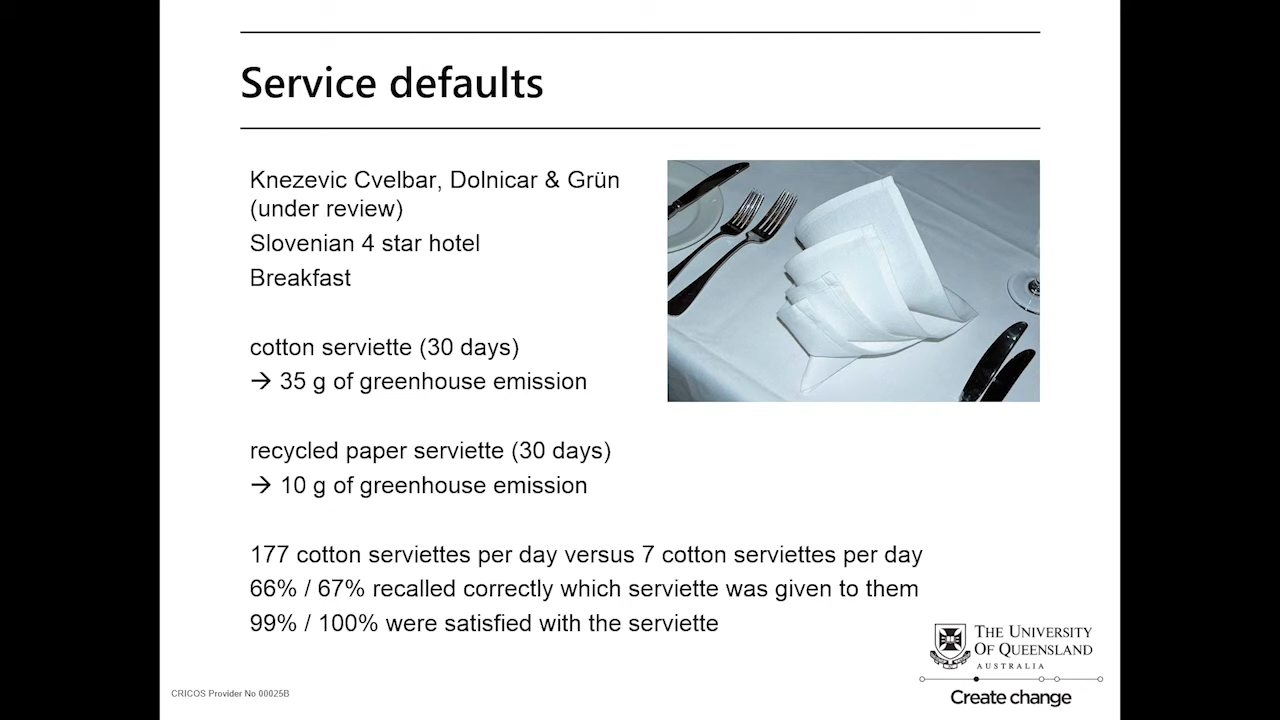 Service defaults
Knezevic Cvelbar, Dolnicar & Grün
(under review)
Slovenian 4 star hotel
Breakfast
cotton serviette (30 days)
→ 35 g of greenhouse emission
recycled paper serviette (30 days)
→ 10 g of greenhouse emission
177 cotton serviettes per day versus 7 cotton serviettes per day
66% / 67% recalled correctly which serviette was given to them
99% / 100% were satisfied with the serviette
THE UNIVERSITY
OF QUEENSLAND
AUSTRALIA
Create change
CRICOS Provider No 00025B